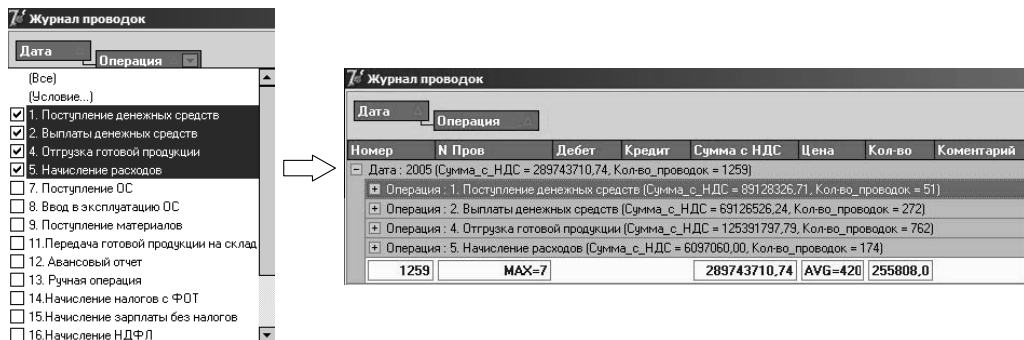 Журнал проводок
Дата
Операция
(Все)
(Условие...)
1. Поступление денежных средств
2. Выплаты денежных средств
4. Отгрузка готовой продукции
5. Начисление расходов
7. Поступление ОС
8. Ввод в эксплуатацию ОС
9. Поступление материалов
11.Передача готовой продукции на склад
12. Авансовый отчет
13. Ручная операция
14.Начисление налогов с ФОТ
15.Начисление зарплаты без налогов
16.Начисление НДФЛ
Журнал проводок
Дата
Операция
Номер N Пров Дебет Кредит Сумма с НДС Цена Кол-во Коментарий
Дата : 2005 (Сумма_с_НДС = 289743710,74, Кол-во_проводок = 1259)
Операция : 1. Поступление денежных средств (Сумма_с_НДС = 89128326,71, Кол-во_проводок = 51)
Операция : 2. Выплаты денежных средств (Сумма_с_НДС = 69126526,24, Кол-во_проводок = 272)
Операция : 4. Отгрузка готовой продукции (Сумма_с_НДС = 125391797,79, Кол-во_проводок = 762)
Операция : 5. Начисление расходов (Сумма_с_НДС = 6097060,00, Кол-во_проводок = 174)
1259 MAX=7 289743710,74 AVG=420 255808,0